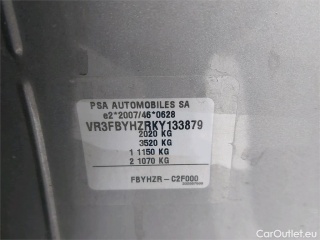 PSA AUTOMOBILES SA
e2*2007/46*0628
VR3FBYHZRKY133879
2020 KG
3520 KG
1 1150 KG
2 1070 KG
FBYHZR-C2F000
© CarOutlet.eu